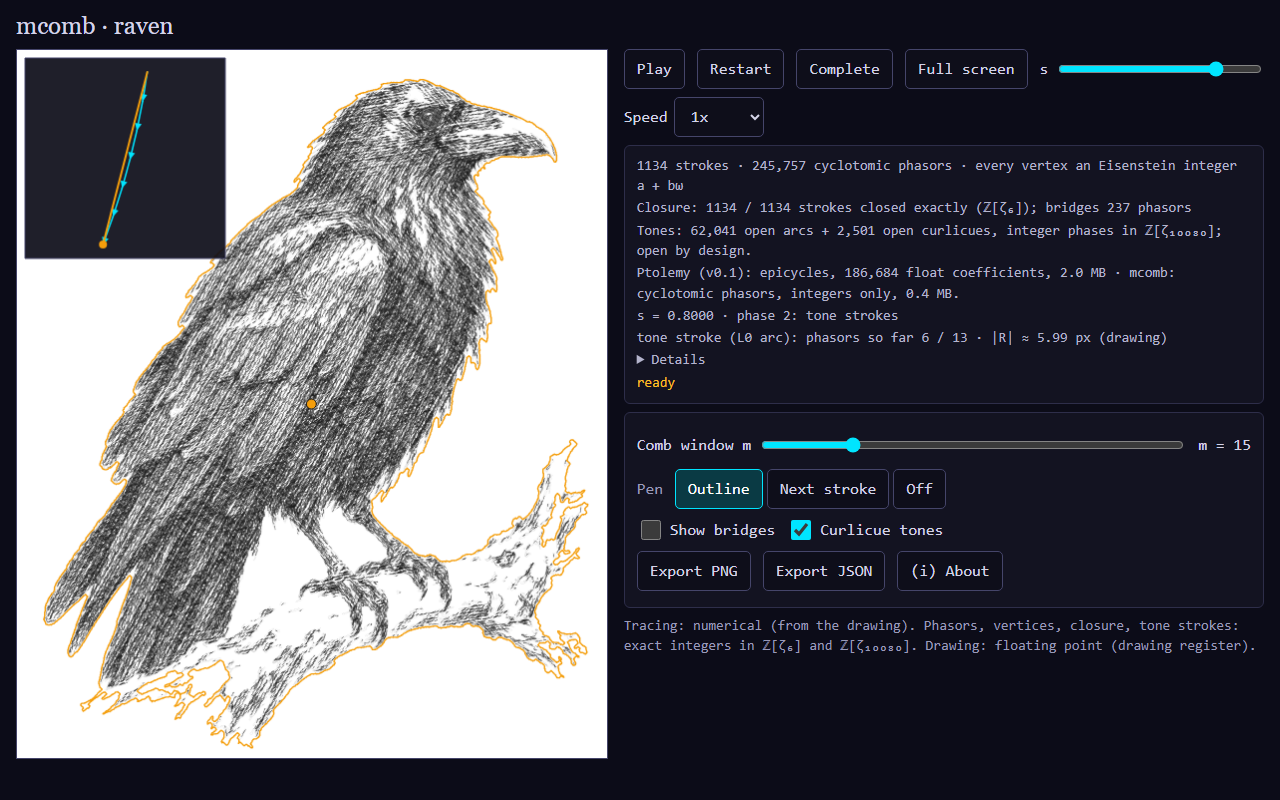 mcomb · raven
Play
Restart
Complete
Full screen
s
Speed
1x
1134 strokes · 245,757 cyclotomic phasors · every vertex an Eisenstein integer
a + bω
Closure: 1134 / 1134 strokes closed exactly (ℤ[ζ₆]); bridges 237 phasors
Tones: 62,041 open arcs + 2,501 open curlicues, integer phases in ℤ[ζ₁₀₀₈₀];
open by design.
Ptolemy (v0.1): epicycles, 186,684 float coefficients, 2.0 MB · mcomb:
cyclotomic phasors, integers only, 0.4 MB.
s = 0.8000 · phase 2: tone strokes
tone stroke (L0 arc): phasors so far 6 / 13 · |R| ≈ 5.99 px (drawing)
▶ Details
ready
Comb window m
m = 15
Pen
Outline
Next stroke
Off
Show bridges
Curlicue tones
Export PNG
Export JSON
(i) About
Tracing: numerical (from the drawing). Phasors, vertices, closure, tone strokes:
exact integers in ℤ[ζ₆] and ℤ[ζ₁₀₀₈₀]. Drawing: floating point (drawing register).